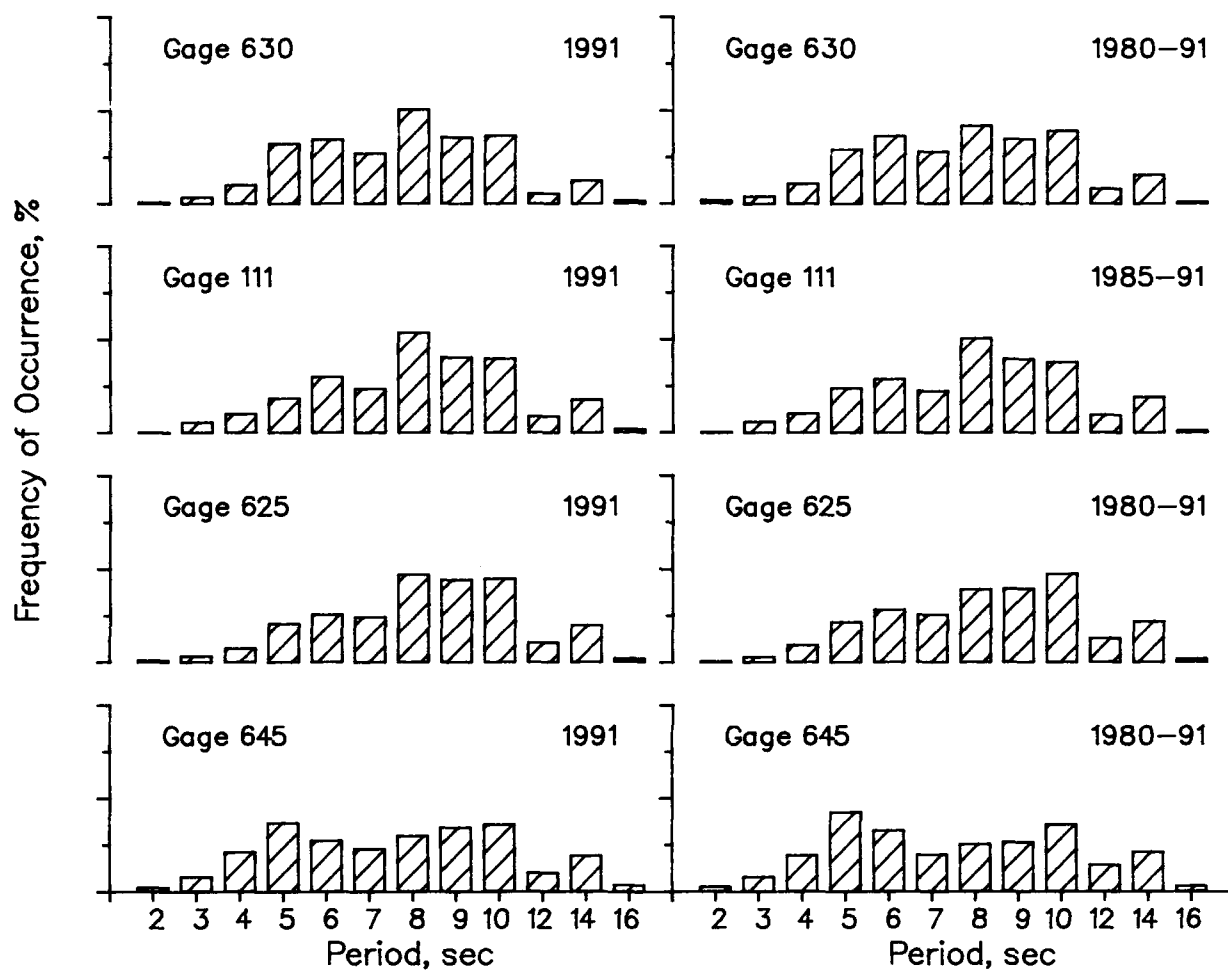 Frequency of Occurrence, %
Gage 630 1991
Gage 630 1980-91
Gage 111 1991
Gage 111 1985-91
Gage 625 1991
Gage 625 1980-91
Gage 645 1991
Gage 645 1980-91
2 3 4 5 6 7 8 9 10 12 14 16
2 3 4 5 6 7 8 9 10 12 14 16
Period, sec
Period, sec